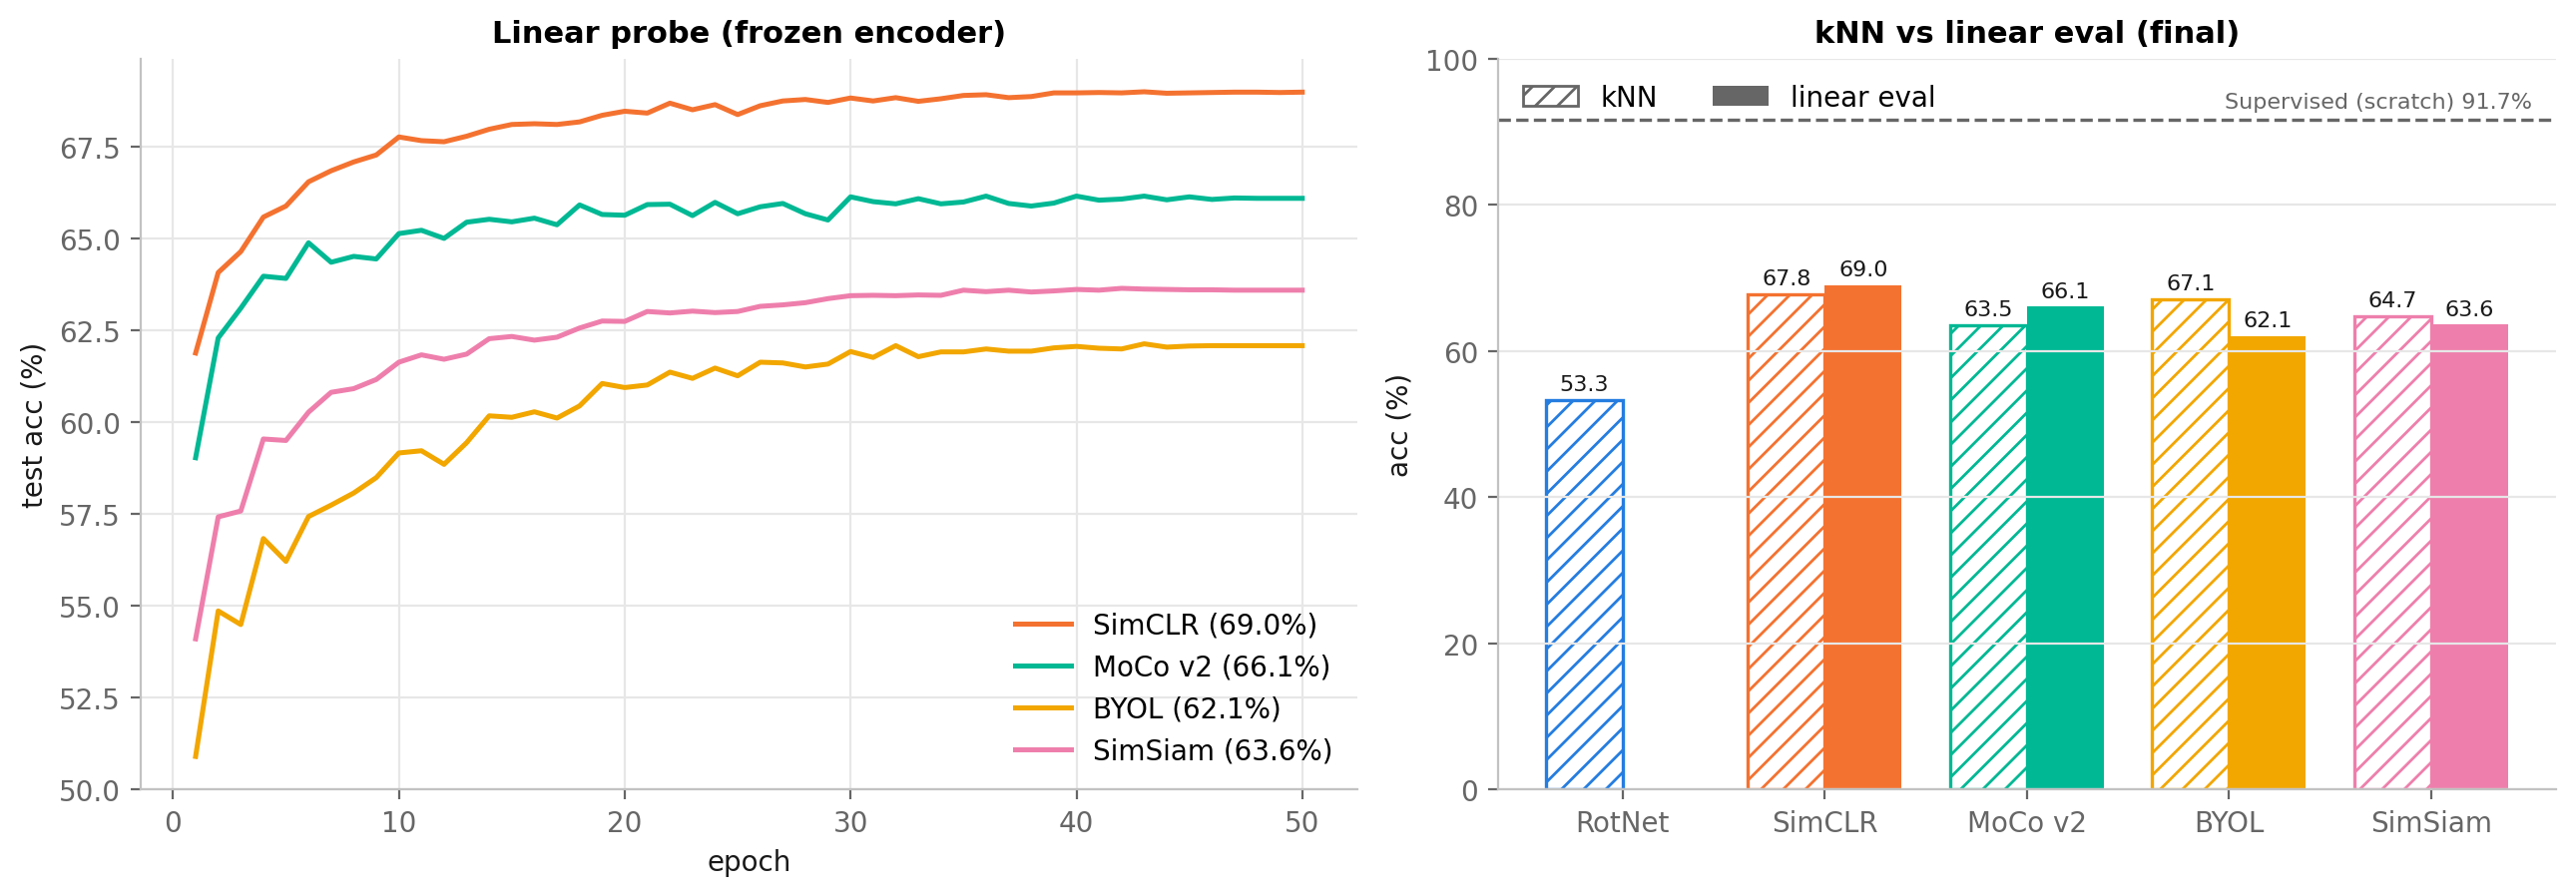 Linear probe (frozen encoder)
test acc (%)
67.5
65.0
62.5
60.0
57.5
55.0
52.5
50.0
0 10 20 30 40 50
epoch
SimCLR (69.0%)
MoCo v2 (66.1%)
BYOL (62.1%)
SimSiam (63.6%)
kNN vs linear eval (final)
acc (%)
100
80
60
40
20
0
kNN linear eval
Supervised (scratch) 91.7%
53.3 67.8 69.0 63.5 66.1 67.1 62.1 64.7 63.6
RotNet SimCLR MoCo v2 BYOL SimSiam